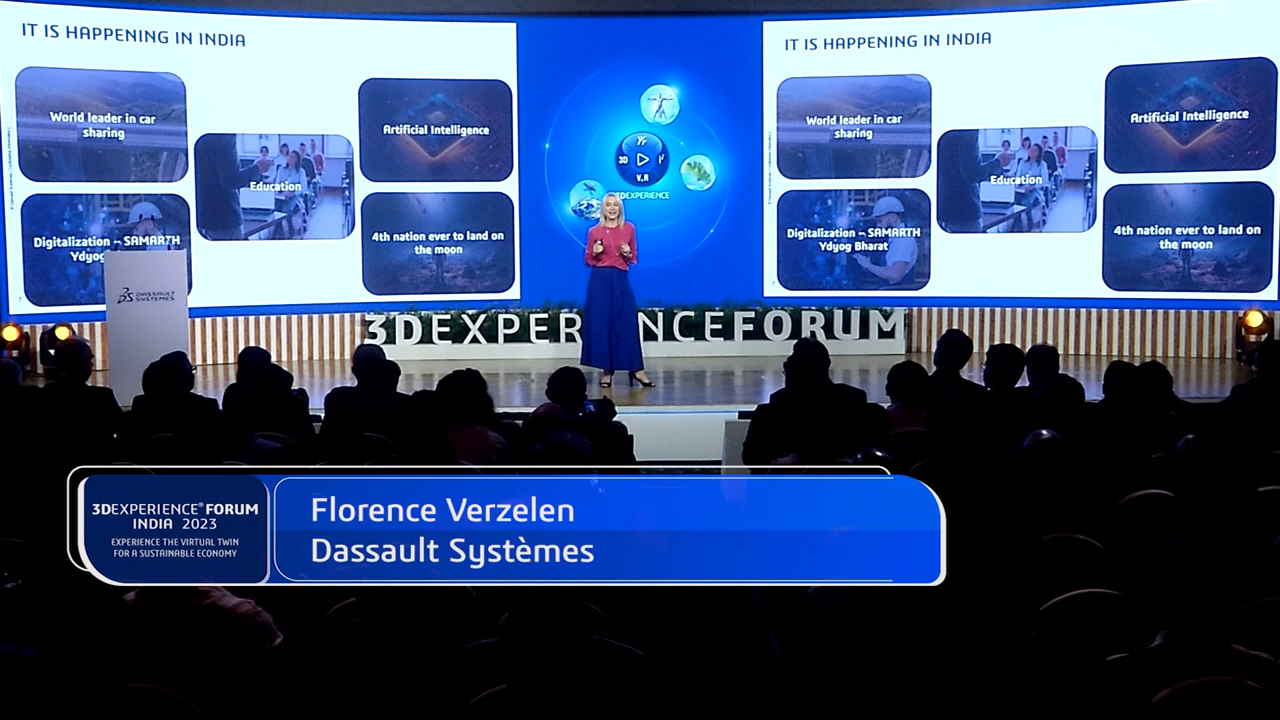 IT IS HAPPENING IN INDIA
World leader in car
sharing
Education
Artificial Intelligence
Digitalization – SAMARTH
Ydyog
4th nation ever to land on
the moon
7
DASSAULT
SYSTEMES
3D
V.R
3DEXPERIENCE
IT IS HAPPENING IN INDIA
World leader in car
sharing
Education
Artificial Intelligence
Digitalization – SAMARTH
Ydyog Bharat
4th nation ever to land on
the moon
7
3DEXPERIENCEFORUM
3DEXPERIENCE®FORUM
INDIA 2023
EXPERIENCE THE VIRTUAL TWIN
FOR A SUSTAINABLE ECONOMY
Florence Verzelen
Dassault Systèmes